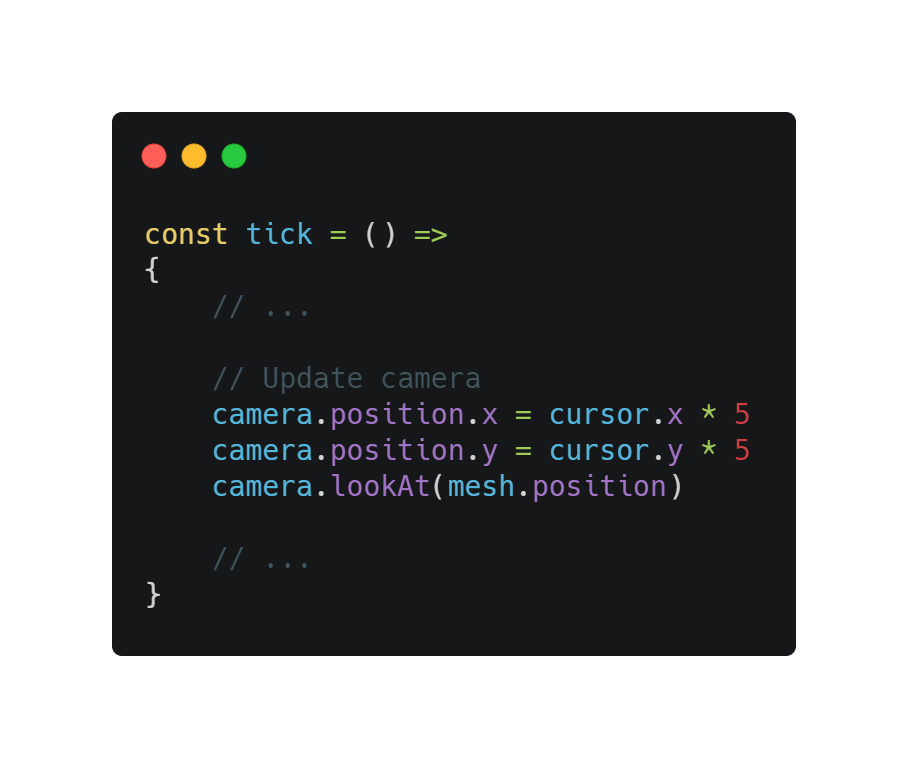 const tick = () =>
{
    // ...

    // Update camera
    camera.position.x = cursor.x * 5
    camera.position.y = cursor.y * 5
    camera.lookAt(mesh.position)

    // ...
}